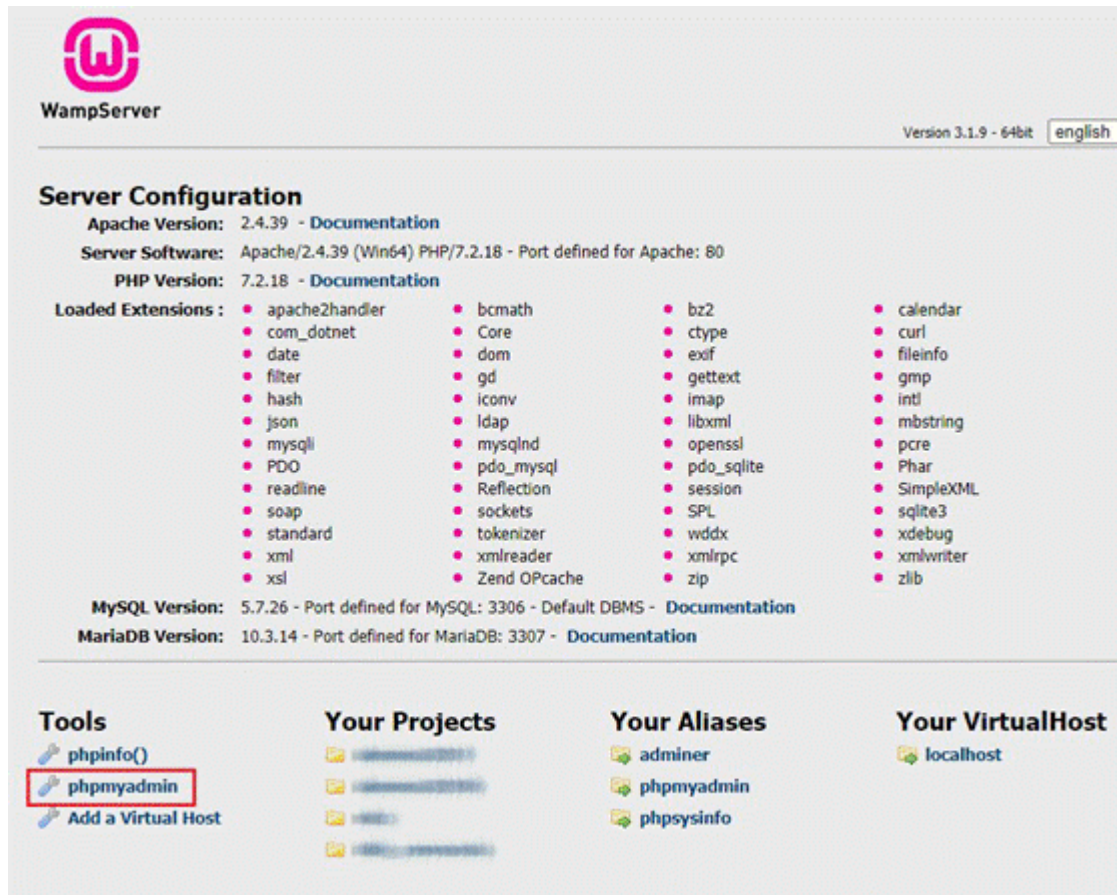 W
WampServer
Version 3.1.9 - 64bit english
Server Configuration
Apache Version: 2.4.39 - Documentation
Server Software: Apache/2.4.39 (Win64) PHP/7.2.18 - Port defined for Apache: 80
PHP Version: 7.2.18 - Documentation
Loaded Extensions : apache2handler bcmath bz2 calendar
com_dotnet Core ctype curl
date dom exif fileinfo
filter gd gettext gmp
hash iconv imap intl
json ldap libxml mbstring
mysqli mysqlnd openssl pcre
PDO pdo_mysql pdo_sqlite Phar
readline Reflection session SimpleXML
soap sockets SPL sqlite3
standard tokenizer wddx xdebug
xml xmlreader xmlrpc xmlwriter
xsl Zend OPcache zip zlib
MySQL Version: 5.7.26 - Port defined for MySQL: 3306 - Default DBMS - Documentation
MariaDB Version: 10.3.14 - Port defined for MariaDB: 3307 - Documentation
Tools Your Projects Your Aliases Your VirtualHost
phpinfo() adminer localhost
phpmyadmin phpmyadmin
Add a Virtual Host phpsysinfo